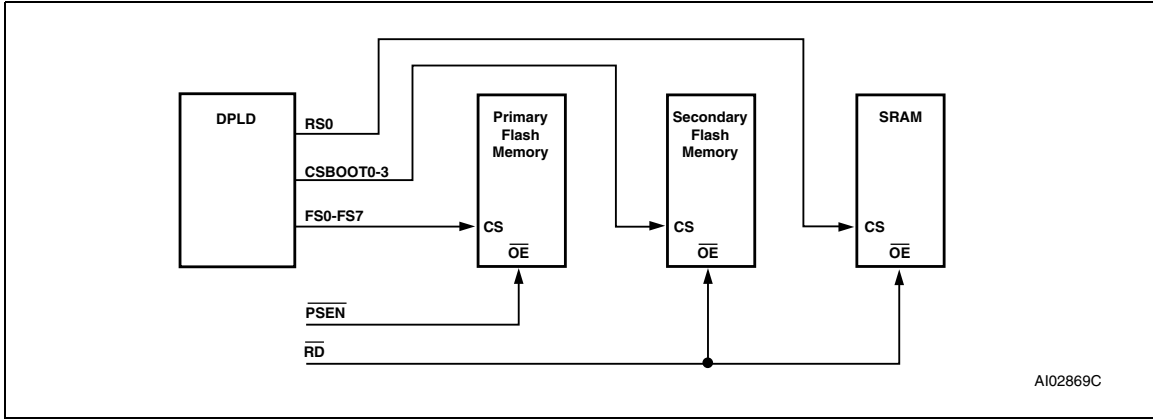 DPLD
RS0
CSBOOT0-3
FS0-FS7
Primary
Flash
Memory
CS
OE
Secondary
Flash
Memory
CS
OE
SRAM
CS
OE
PSEN
RD
AI02869C